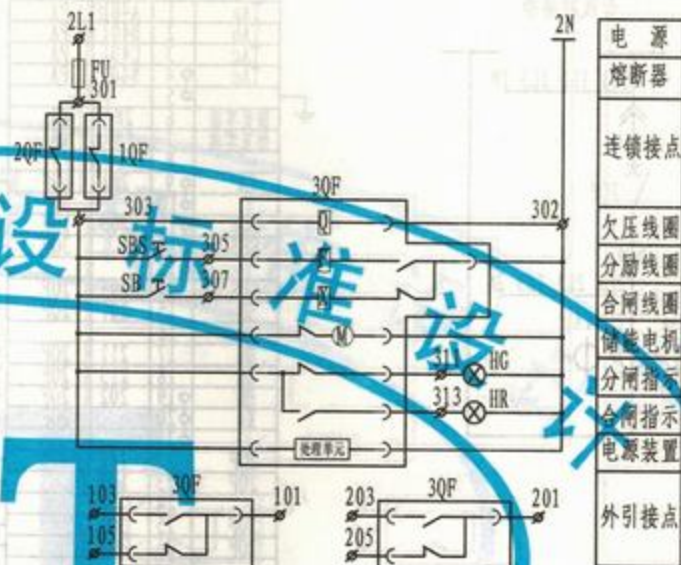 2L1
2N
电 源
FU
熔断器
301
2QF
1QF
连锁接点
3QF
303
Q
302
欠压线圈
SBS
305
F
分励线圈
SB
307
X
合闸线圈
M
储能电机
311
HG
分闸指示
313
HR
合闸指示
处理单元
电源装置
103
3QF
101
203
3QF
201
外引接点
105
205
设标准设计
T